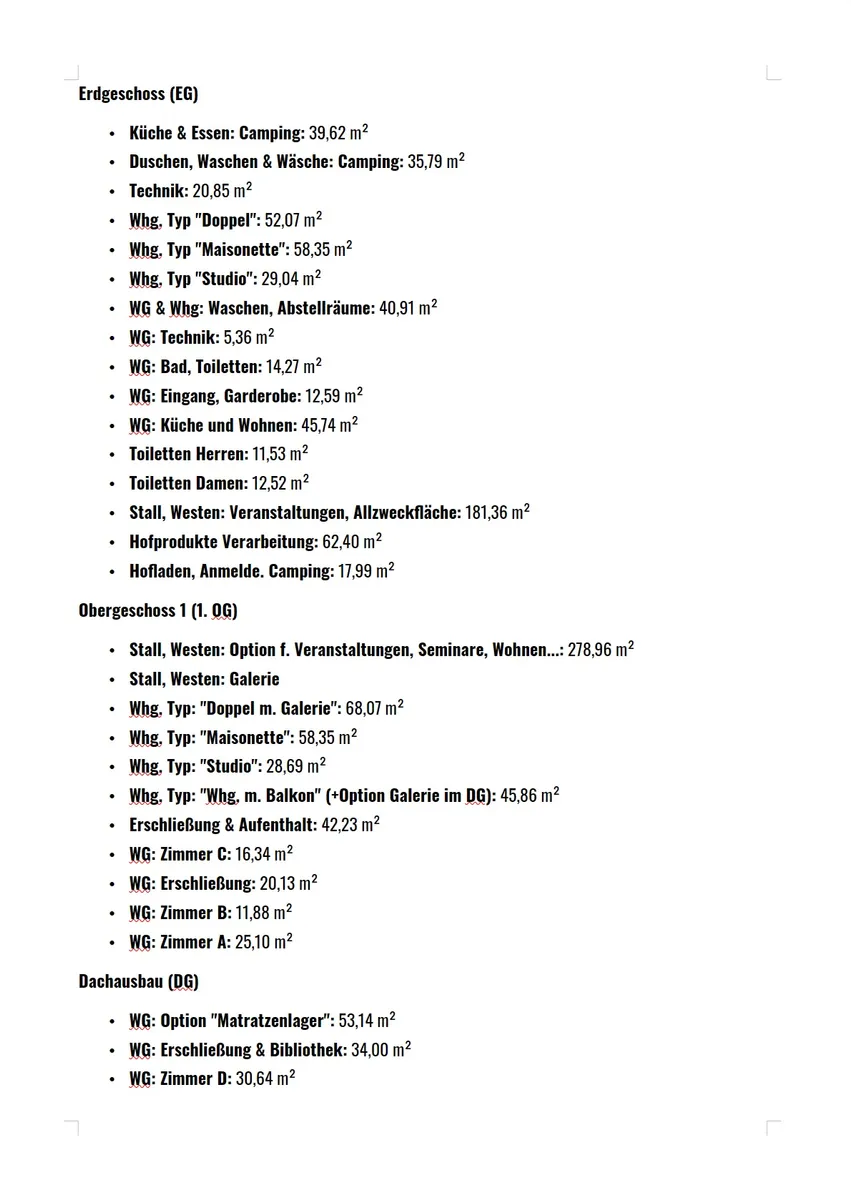 Erdgeschoss (EG)
• Küche & Essen: Camping: 39,62 m²
• Duschen, Waschen & Wäsche: Camping: 35,79 m²
• Technik: 20,85 m²
• Whg. Typ "Doppel": 52,07 m²
• Whg. Typ "Maisonette": 58,35 m²
• Whg. Typ "Studio": 29,04 m²
• WG & Whg: Waschen, Abstellräume: 40,91 m²
• WG: Technik: 5,36 m²
• WG: Bad, Toiletten: 14,27 m²
• WG: Eingang, Garderobe: 12,59 m²
• WG: Küche und Wohnen: 45,74 m²
• Toiletten Herren: 11,53 m²
• Toiletten Damen: 12,52 m²
• Stall, Westen: Veranstaltungen, Allzweckfläche: 181,36 m²
• Hofprodukte Verarbeitung: 62,40 m²
• Hofladen, Anmelde. Camping: 17,99 m²
Obergeschoss 1 (1. OG)
• Stall, Westen: Option f. Veranstaltungen, Seminare, Wohnen...: 278,96 m²
• Stall, Westen: Galerie
• Whg. Typ: "Doppel m. Galerie": 68,07 m²
• Whg. Typ: "Maisonette": 58,35 m²
• Whg. Typ: "Studio": 28,69 m²
• Whg. Typ: "Whg. m. Balkon" (+Option Galerie im DG): 45,86 m²
• Erschließung & Aufenthalt: 42,23 m²
• WG: Zimmer C: 16,34 m²
• WG: Erschließung: 20,13 m²
• WG: Zimmer B: 11,88 m²
• WG: Zimmer A: 25,10 m²
Dachausbau (DG)
• WG: Option "Matratzenlager": 53,14 m²
• WG: Erschließung & Bibliothek: 34,00 m²
• WG: Zimmer D: 30,64 m²